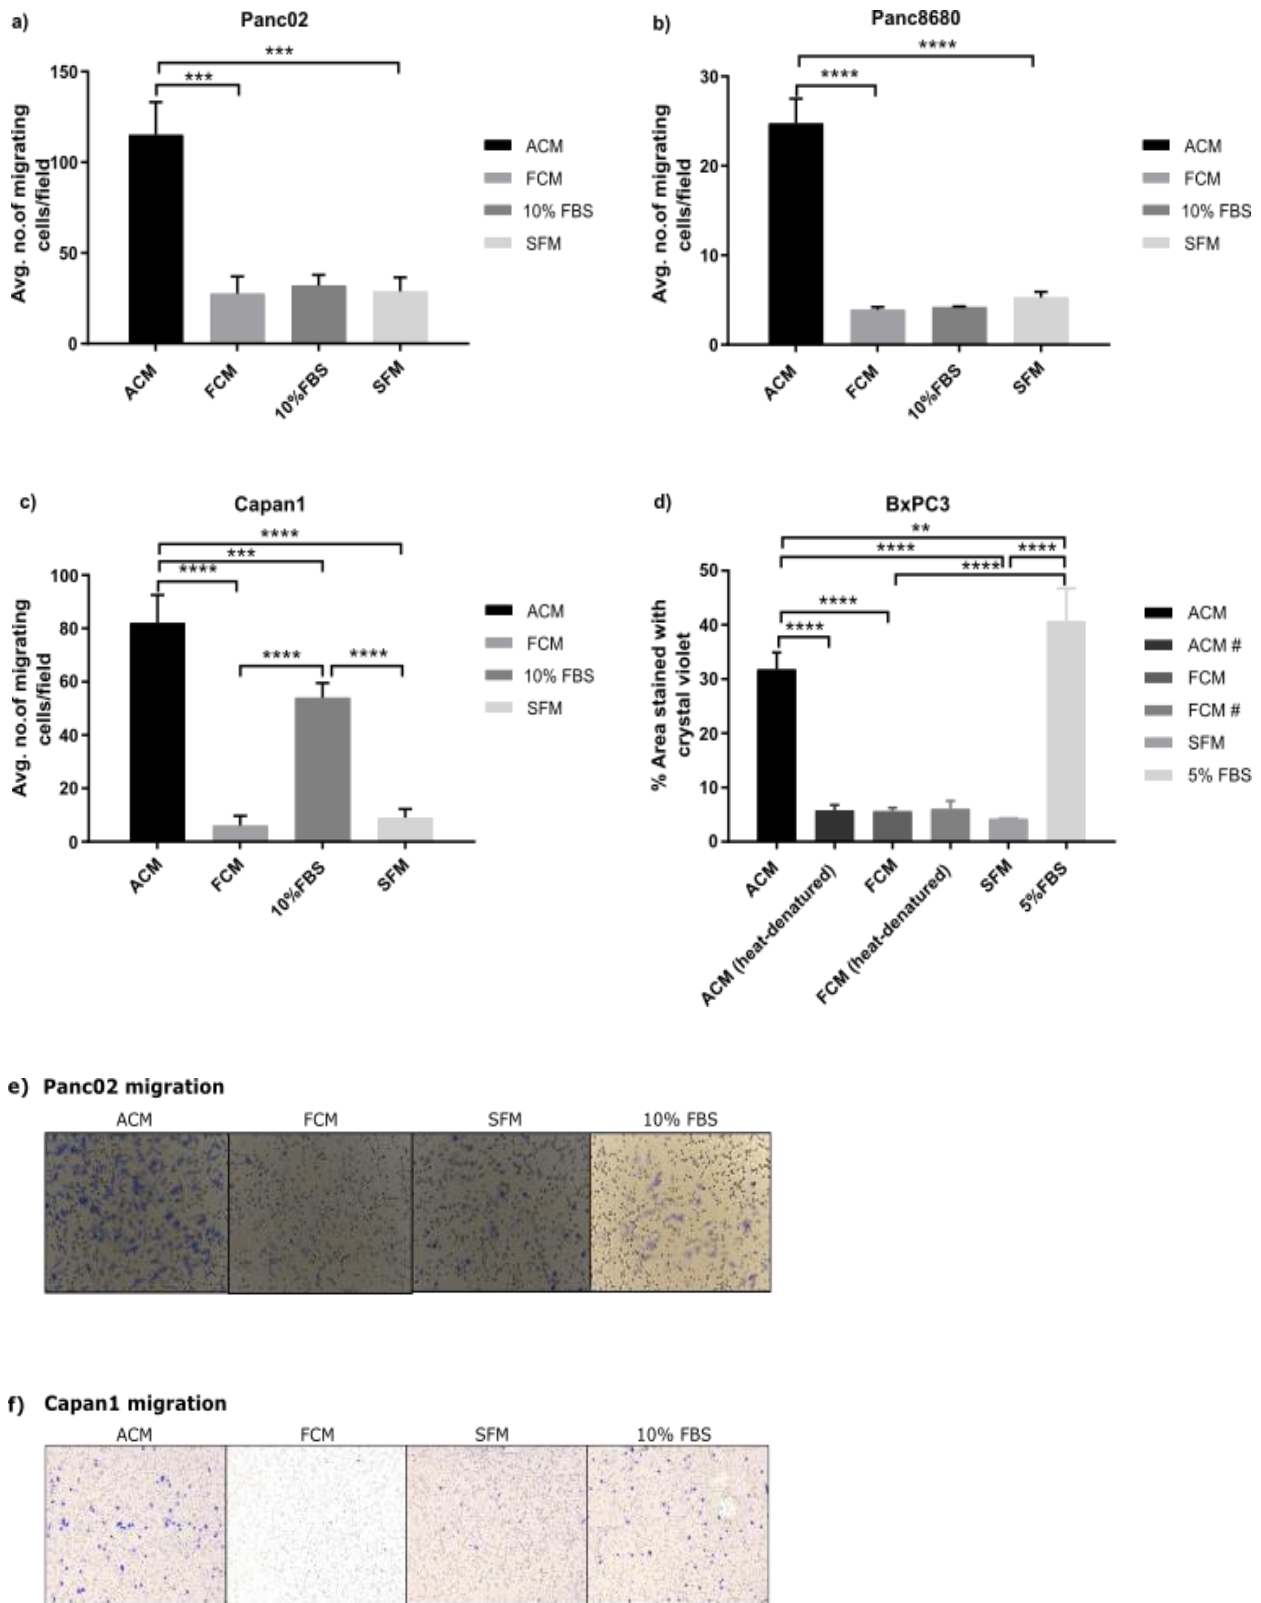 a)
Panc02
***
***
150
100
50
0
Avg. no.of migrating
cells/field
ACM
FCM
10%FBS
SFM
ACM
FCM
10% FBS
SFM
b)
Panc8680
****
****
30
20
10
0
Avg. no.of migrating
cells/field
ACM
FCM
10%FBS
SFM
ACM
FCM
10% FBS
SFM
c)
Capan1
****
***
****
****
****
100
80
60
40
20
0
Avg. no.of migrating
cells/field
ACM
FCM
10%FBS
SFM
ACM
FCM
10% FBS
SFM
d)
BxPC3
**
****
****
****
****
****
50
40
30
20
10
0
% Area stained with
crystal violet
ACM
ACM (heat-denatured)
FCM
FCM (heat-denatured)
SFM
5%FBS
ACM
ACM #
FCM
FCM #
SFM
5% FBS
e) Panc02 migration
ACM FCM SFM 10% FBS
f) Capan1 migration
ACM FCM SFM 10% FBS